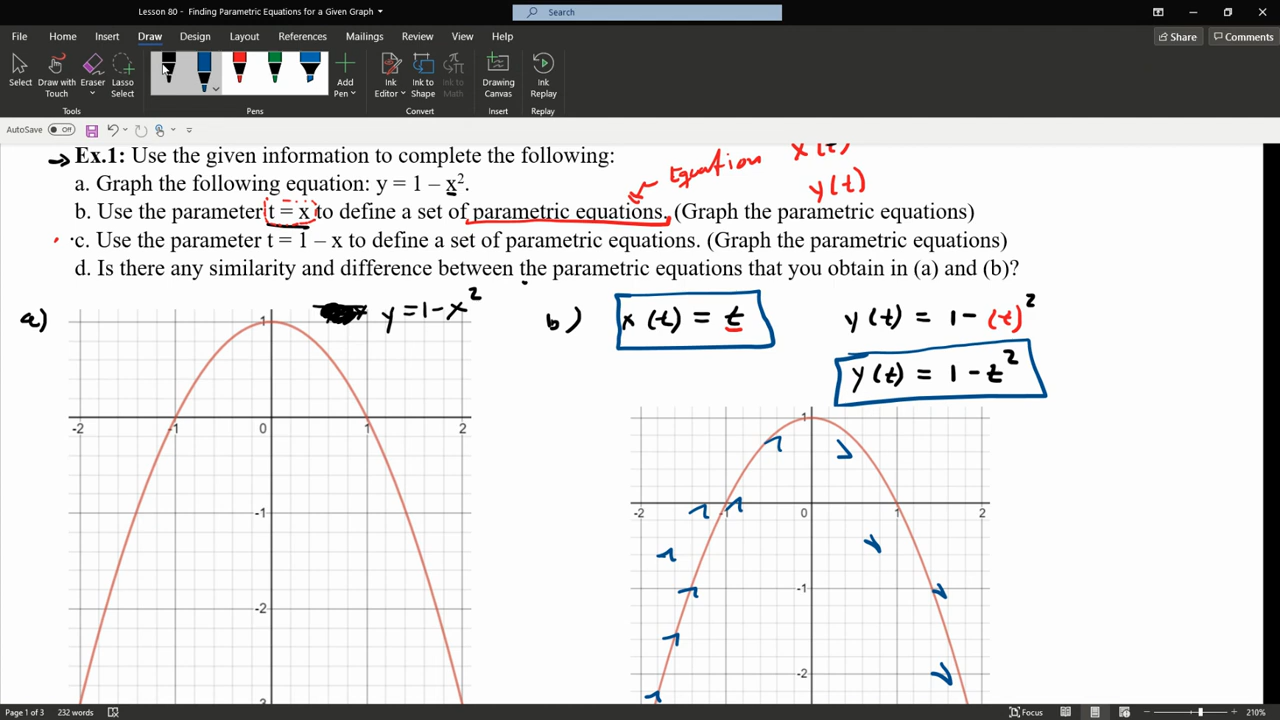 Lesson 80 - Finding Parametric Equations for a Given Graph
Search
File Home Insert Draw Design Layout References Mailings Review View Help
Share Comments
Select Draw with Touch Eraser Lasso Select Add Pen Ink Editor Ink to Shape Ink to Math Drawing Canvas Ink Replay
Tools Pens Convert Insert Replay
AutoSave Off
Ex.1: Use the given information to complete the following:
x(t)
Equation
a. Graph the following equation: y = 1 – x².
y(t)
b. Use the parameter t = x to define a set of parametric equations. (Graph the parametric equations)
c. Use the parameter t = 1 – x to define a set of parametric equations. (Graph the parametric equations)
d. Is there any similarity and difference between the parametric equations that you obtain in (a) and (b)?
a) y = 1 - x²
b) x(t) = t y(t) = 1 - (t)²
y(t) = 1 - t²
1
-2 -1 0 1 2
-1
-2
3
1
-2 -1 0 1 2
-1
-2
Page 1 of 3 232 words Focus 210%